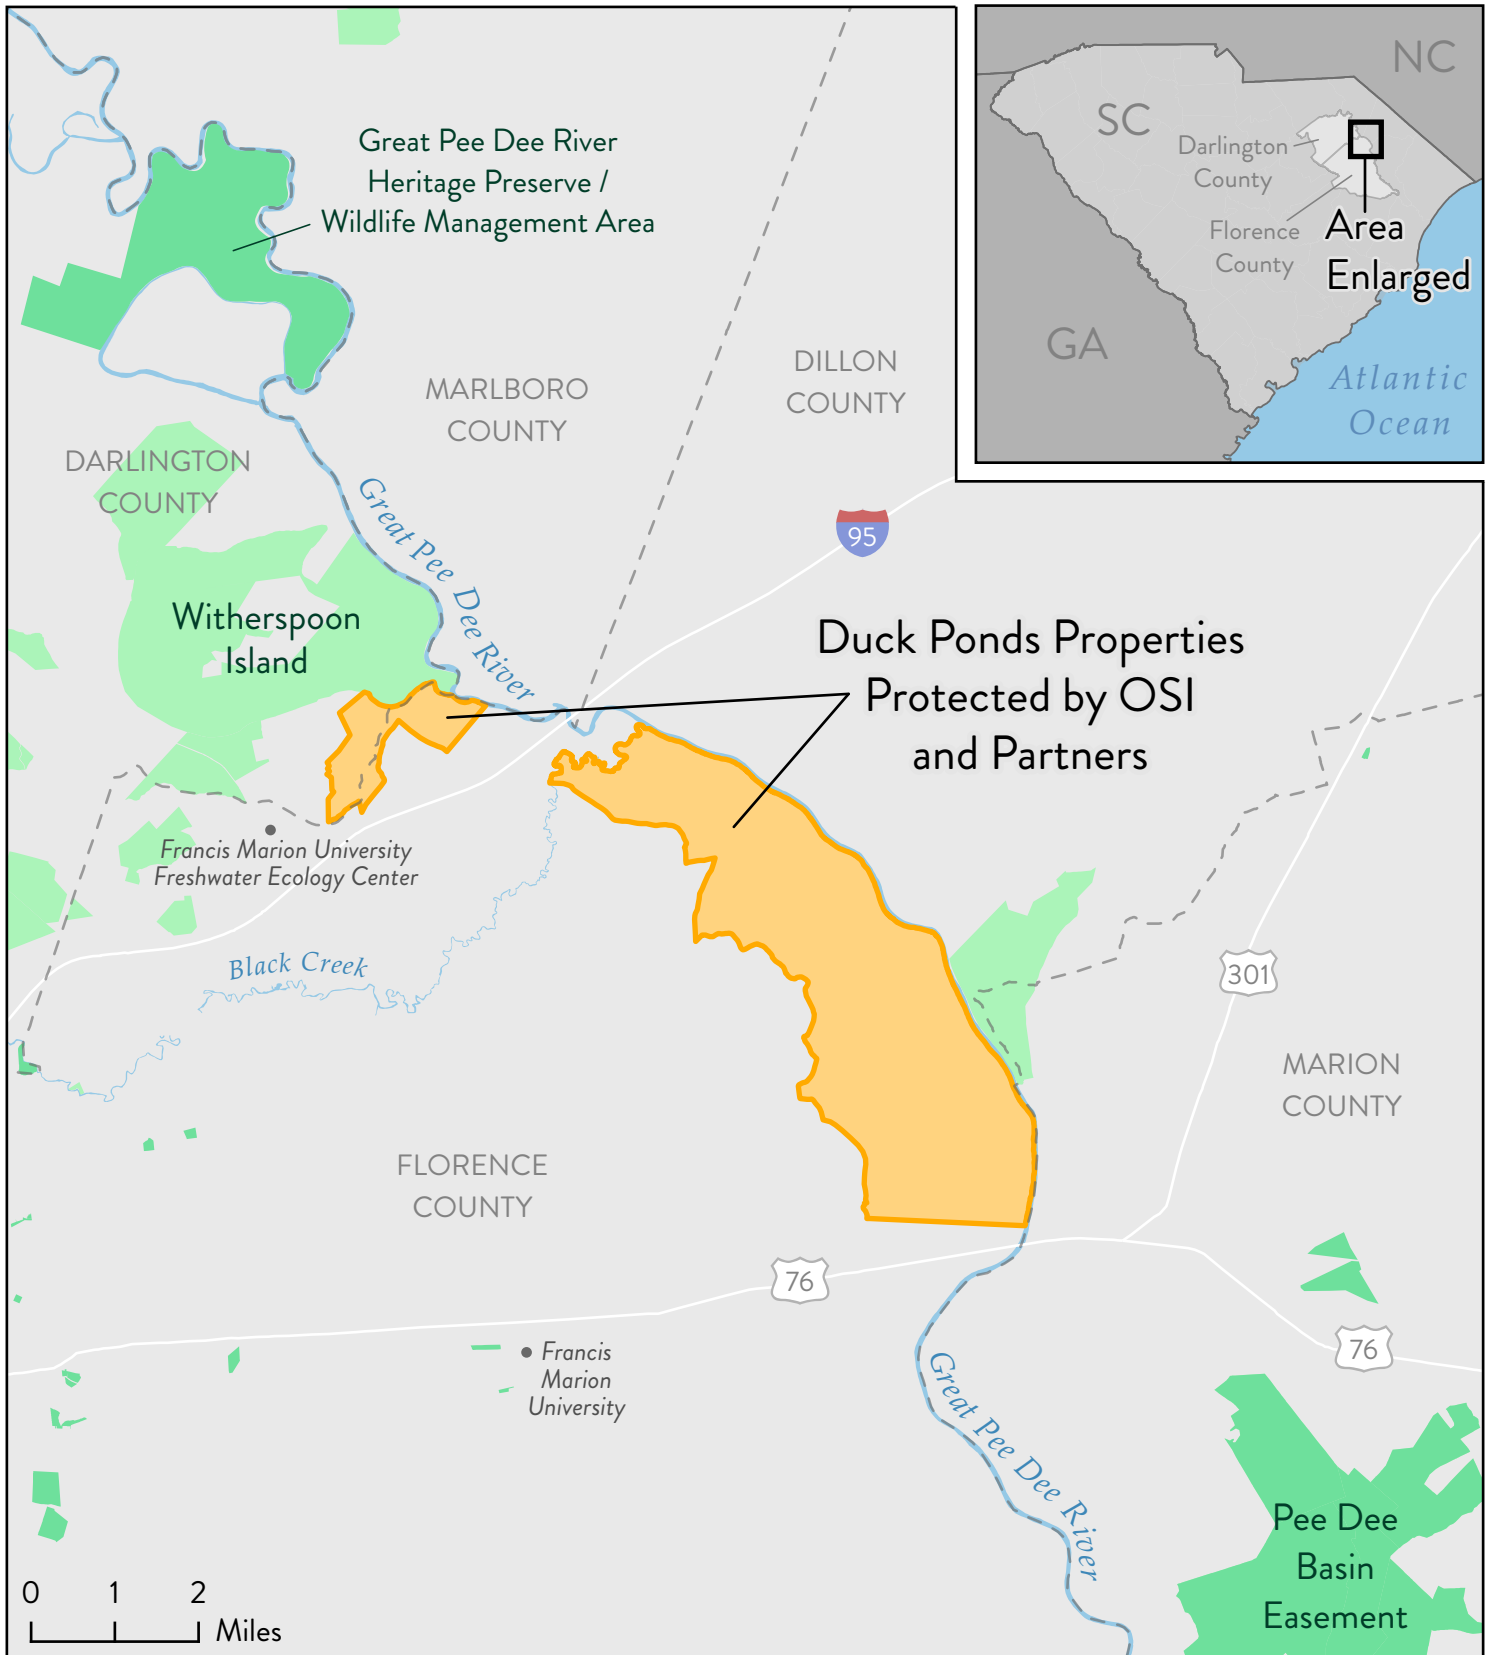 Great Pee Dee River
Heritage Preserve /
Wildlife Management Area
NC
SC
Darlington
County
Florence
County
Area
Enlarged
GA
Atlantic
Ocean
MARLBORO
COUNTY
DILLON
COUNTY
DARLINGTON
COUNTY
Great Pee Dee River
95
Witherspoon
Island
Duck Ponds Properties
Protected by OSI
and Partners
Francis Marion University
Freshwater Ecology Center
Black Creek
301
MARION
COUNTY
FLORENCE
COUNTY
76
Francis
Marion
University
76
Great Pee Dee River
Pee Dee
Basin
Easement
0 1 2
Miles